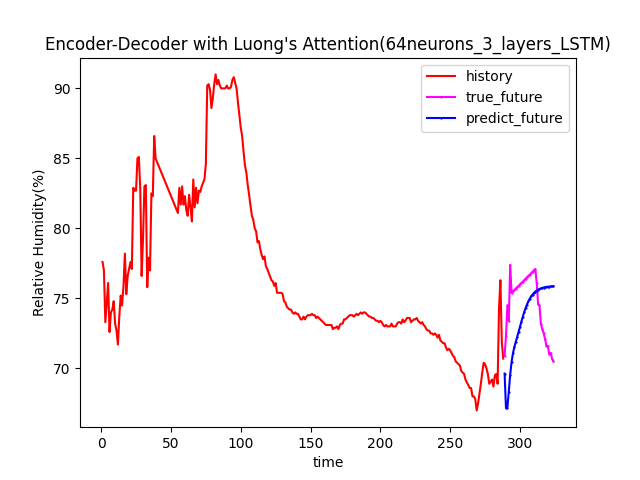 Encoder-Decoder with Luong's Attention(64neurons_3_layers_LSTM)
history
true_future
predict_future
90
85
80
75
70
Relative Humidity(%)
0 50 100 150 200 250 300
time